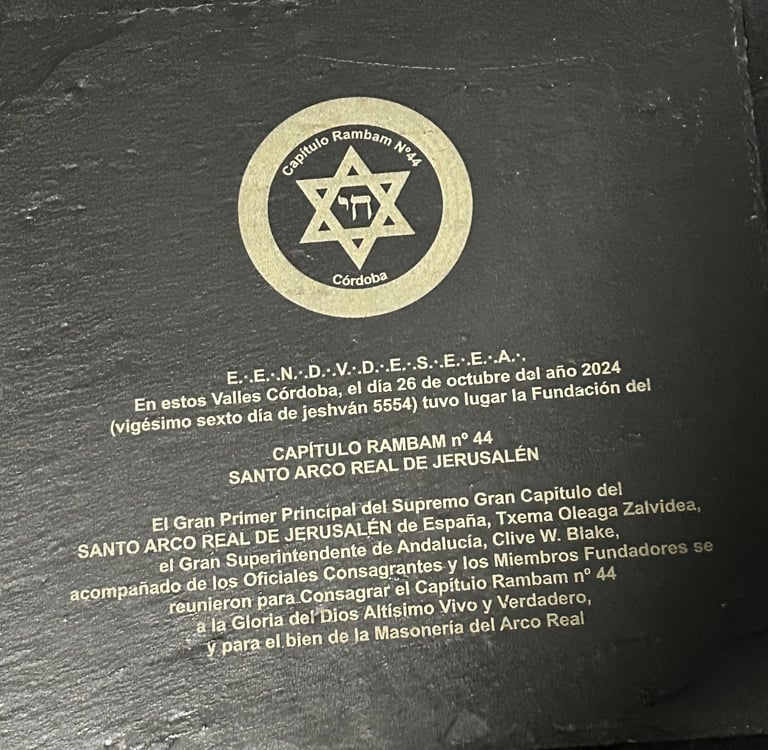 Capítulo Rambam Nº44
חי
Córdoba
E.·.E.·.N.·.D.·.V.·.D.·.E.·.S.·.E.·.E.·.A.·.
En estos Valles Córdoba, el día 26 de octubre dal año 2024
(vigésimo sexto día de jeshván 5554) tuvo lugar la Fundación del
CAPÍTULO RAMBAM nº 44
SANTO ARCO REAL DE JERUSALÉN
El Gran Primer Principal del Supremo Gran Capítulo del
SANTO ARCO REAL DE JERUSALÉN de España, Txema Oleaga Zalvidea,
el Gran Superintendente de Andalucía, Clive W. Blake,
acompañado de los Oficiales Consagrantes y los Miembros Fundadores se
reunieron para Consagrar el Capítulo Rambam nº 44
a la Gloria del Dios Altísimo Vivo y Verdadero,
y para el bien de la Masonería del Arco Real